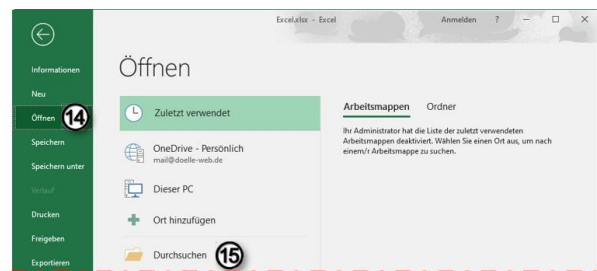 Excel.xlsx - Excel
Anmelden ? 
Informationen
Neu
Öffnen 14
Speichern
Speichern unter
Verlauf
Drucken
Freigeben
Exportieren
Öffnen
Zuletzt verwendet
OneDrive - Persönlich
mail@doelle-web.de
Dieser PC
Ort hinzufügen
Durchsuchen 15
Arbeitsmappen Ordner
Ihr Administrator hat die Liste der zuletzt verwendeten
Arbeitsmappen deaktiviert. Wählen Sie einen Ort aus, um nach
einem/r Arbeitsmappe zu suchen.